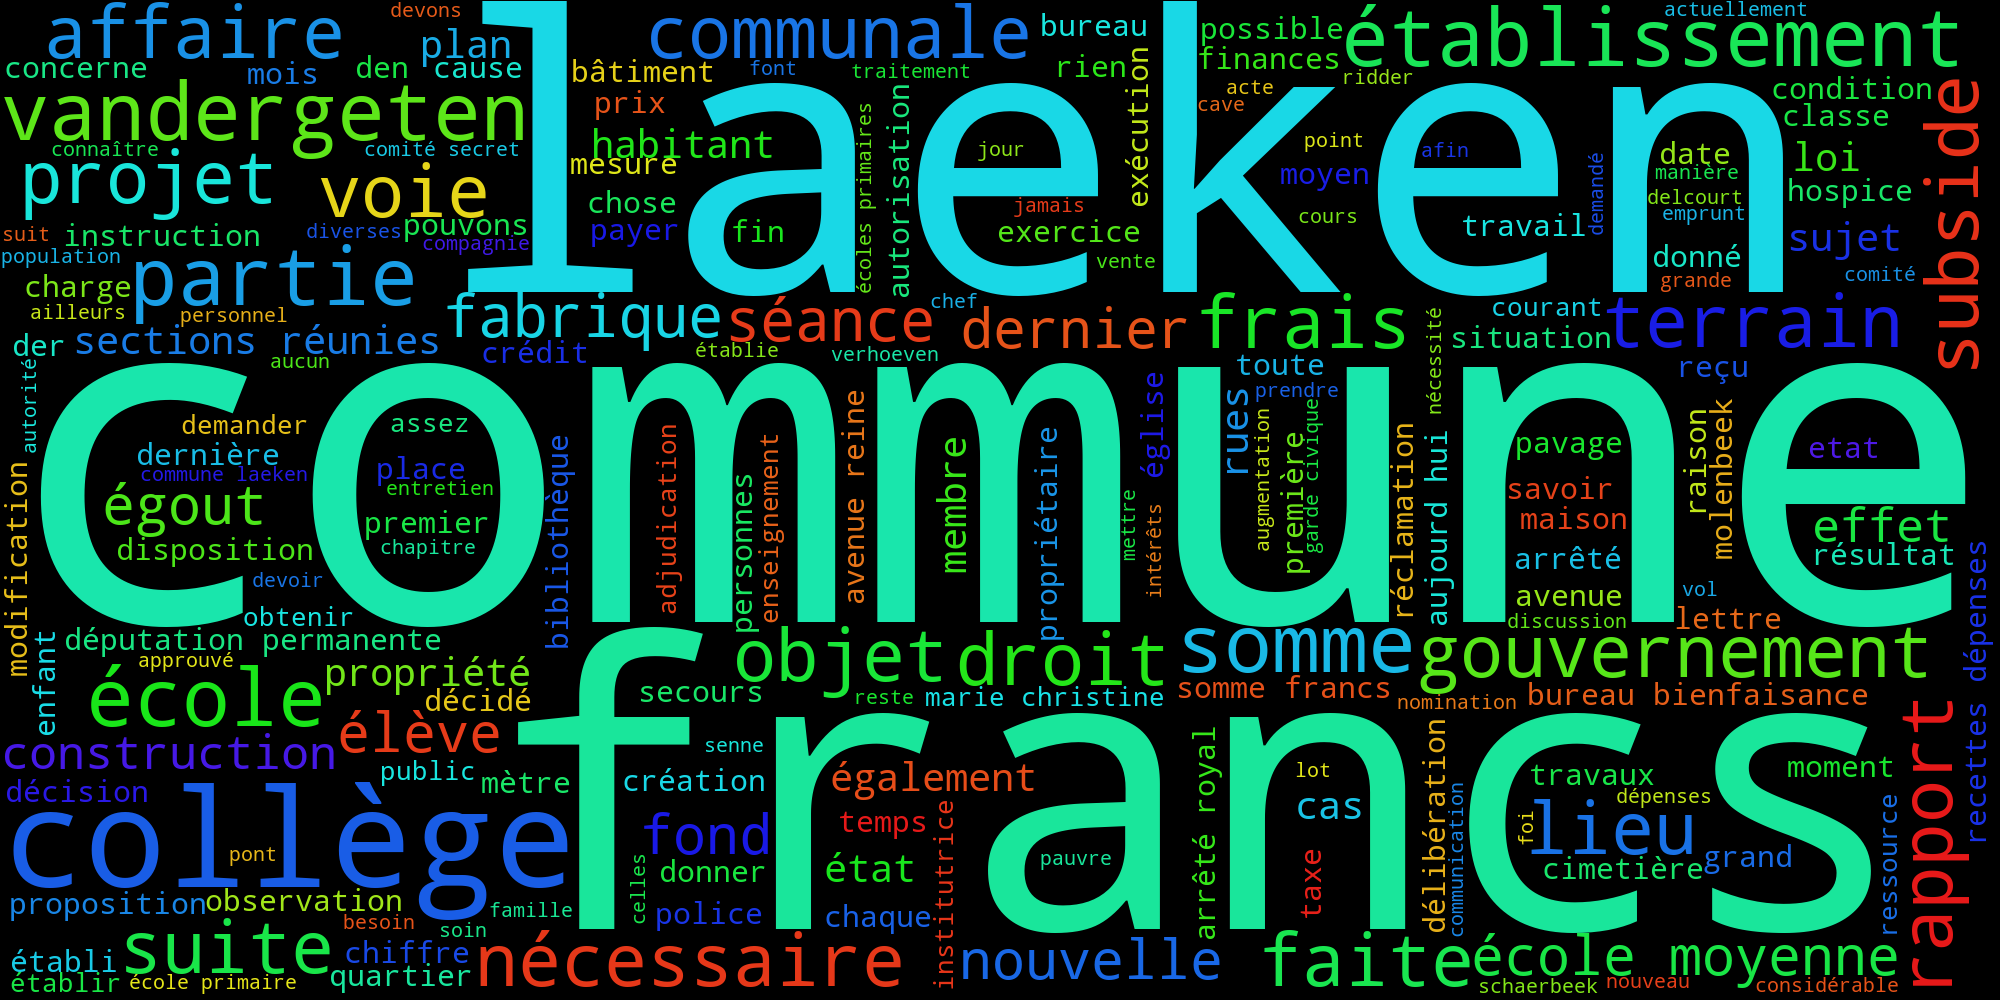 devons
affaire
plan
communale
bureau
possible
établissement
actuellement
concerne
mois
den
cause
bâtiment
font
traitement
rien
finances
ridder
vandergeten
laeken
prix
exécution
acte
cave
condition
classe
subside
connaître
comité secret
habitant
mesure
écoles primaires
autorisation
jour
point
afin
moyen
date
manière
loi
projet
voie
chose
payer
fin
jamais
exercice
cours
travail
demandé
delcourt
emprunt
hospice
suit
instruction
diverses
pouvons
compagnie
population
vente
donné
grande
sujet
comité
charge
partie
ailleurs
personnel
fabrique
séance
chef
dernier
frais
courant
terrain
der
sections réunies
crédit
établie
verhoeven
situation
nécessité
aucun
autorité
toute
prendre
reçu
commune
demander
dernière
commune laeken
assez
place
entretien
premier
chapitre
égout
disposition
devoir
obtenir
modification
bibliothèque
adjudication
personnes
enseignement
avenue reine
membre
propriétaire
mettre
intérêts
église
rues
augmentation
première
garde civique
réclamation
aujourd hui
pavage
savoir
maison
arrêté
avenue
discussion
raison
molenbeek
etat
effet
résultat
vol
lettre
recettes dépenses
enfant
députation permanente
approuvé
école
propriété
décidé
objet
droit
somme
gouvernement
secours
reste
marie christine
somme francs
nomination
bureau bienfaisance
construction
élève
francs
senne
public
mètre
création
également
arrêté royal
lot
délibération
travaux
dépenses
moment
rapport
décision
collège
pont
fond
temps
institutrice
cas
communication
foi
lieu
cimetière
grand
ressource
celles
donner
état
pauvre
taxe
proposition
observation
besoin
famille
soin
police
chaque
établi
suite
chiffre
nécessaire
nouvelle
faite
école moyenne
établir
école primaire
quartier
schaerbeek
nouveau
considérable